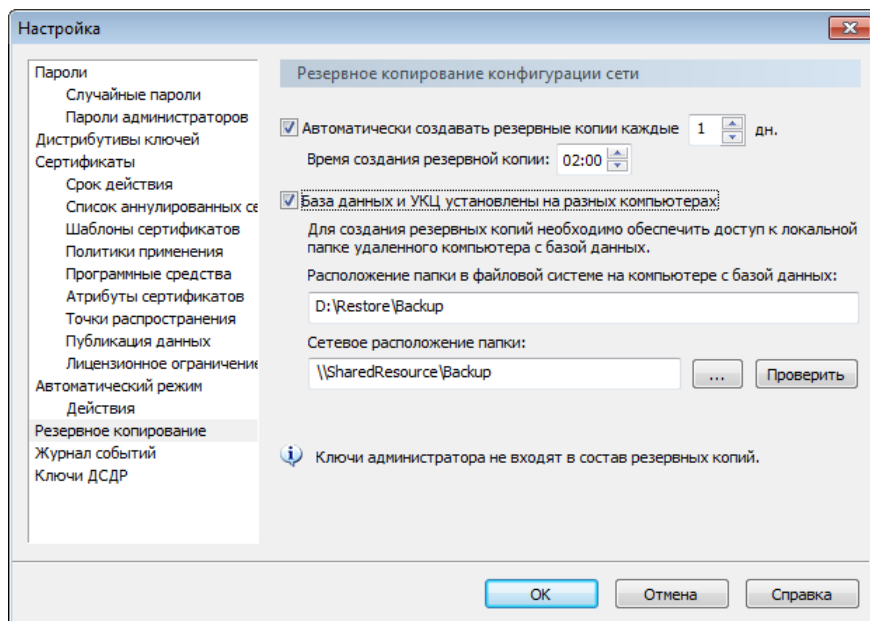 Настройка
Пароли
Случайные пароли
Пароли администраторов
Дистрибутивы ключей
Сертификаты
Срок действия
Список аннулированных се
Шаблоны сертификатов
Политики применения
Программные средства
Атрибуты сертификатов
Точки распространения
Публикация данных
Лицензионное ограничение
Автоматический режим
Действия
Резервное копирование
Журнал событий
Ключи ДСДР
Резервное копирование конфигурации сети
Автоматически создавать резервные копии каждые 1 дн.
Время создания резервной копии: 02:00
База данных и УКЦ установлены на разных компьютерах
Для создания резервных копий необходимо обеспечить доступ к локальной
папке удаленного компьютера с базой данных.
Расположение папки в файловой системе на компьютере с базой данных:
D:\Restore\Backup
Сетевое расположение папки:
\\SharedResource\Backup ... Проверить
Ключи администратора не входят в состав резервных копий.
OK Отмена Справка